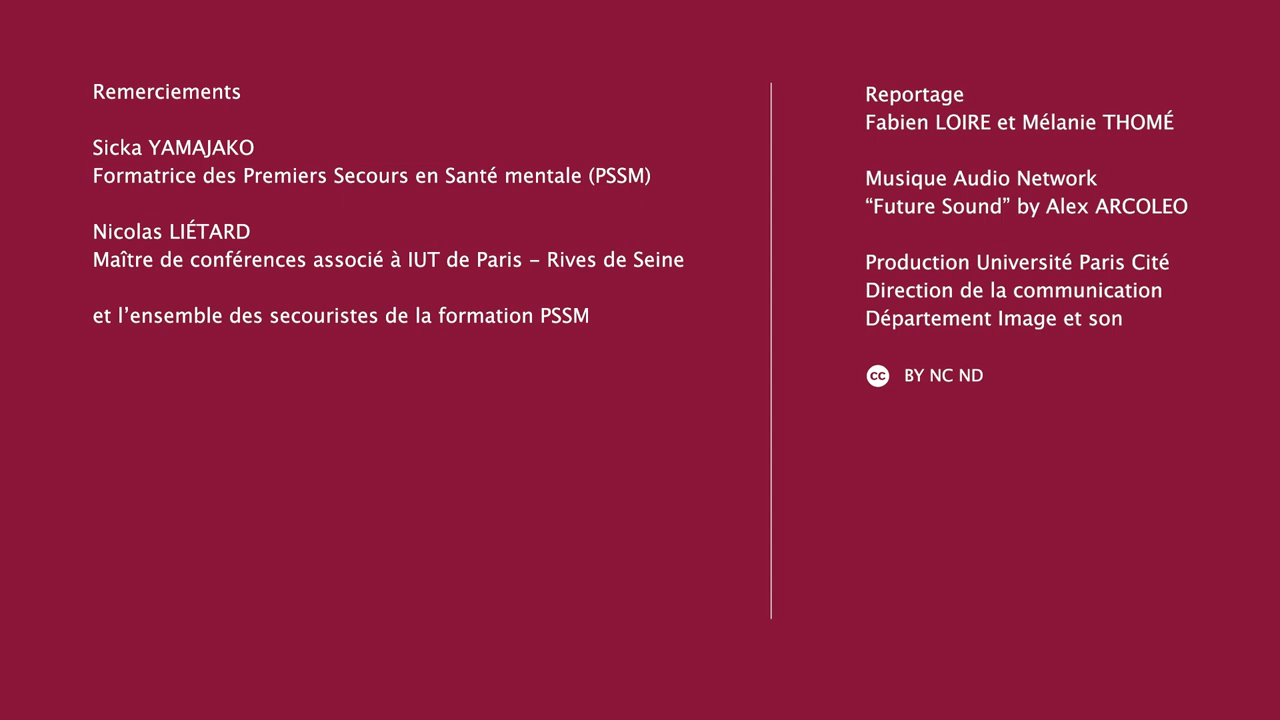 Remerciements
Sicka YAMAJAKO
Formatrice des Premiers Secours en Santé mentale (PSSM)
Nicolas LIÉTARD
Maître de conférences associé à IUT de Paris – Rives de Seine
et l’ensemble des secouristes de la formation PSSM
Reportage
Fabien LOIRE et Mélanie THOMÉ
Musique Audio Network
“Future Sound” by Alex ARCOLEO
Production Université Paris Cité
Direction de la communication
Département Image et son
cc BY NC ND